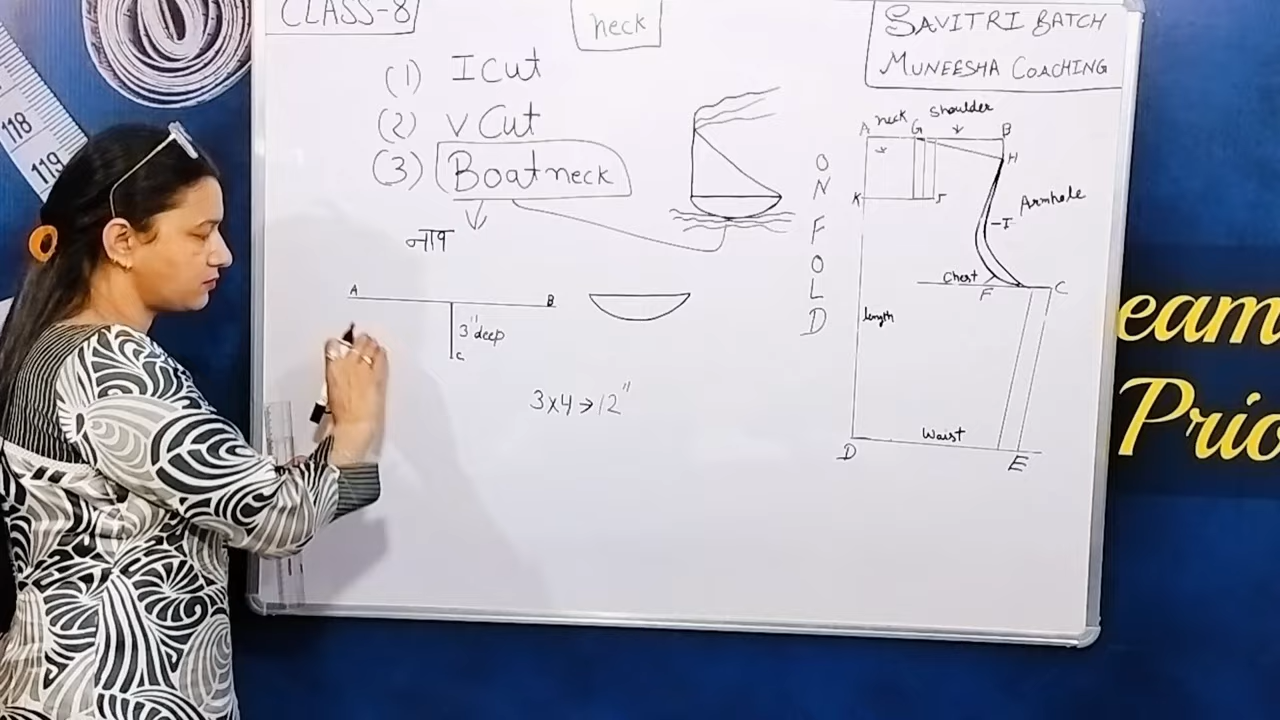 CLASS-8
neck
SAVITRI BATCH
MUNEESHA COACHING
(1) I Cut
(2) V Cut
(3) Boatneck
नाप
A B
3" deep
C
3x4→12"
ON FOLD
A neck G shoulder B
H
K J
Armhole
I
Chest
F C
length
Waist
D E
118
119
eam
Prio